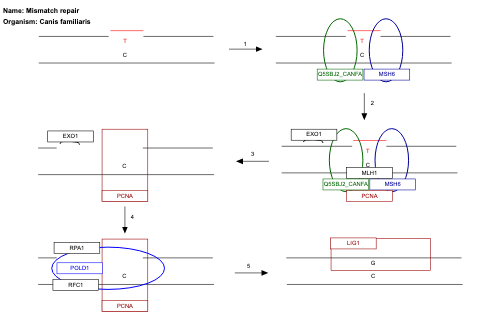 Name: Mismatch repair
Organism: Canis familiaris
T
C
1
T
C
Q5SBJ2_CANFA
MSH6
2
EXO1
T
C
MLH1
Q5SBJ2_CANFA
MSH6
PCNA
3
EXO1
C
PCNA
4
RPA1
POLD1
C
RFC1
PCNA
5
LIG1
G
C